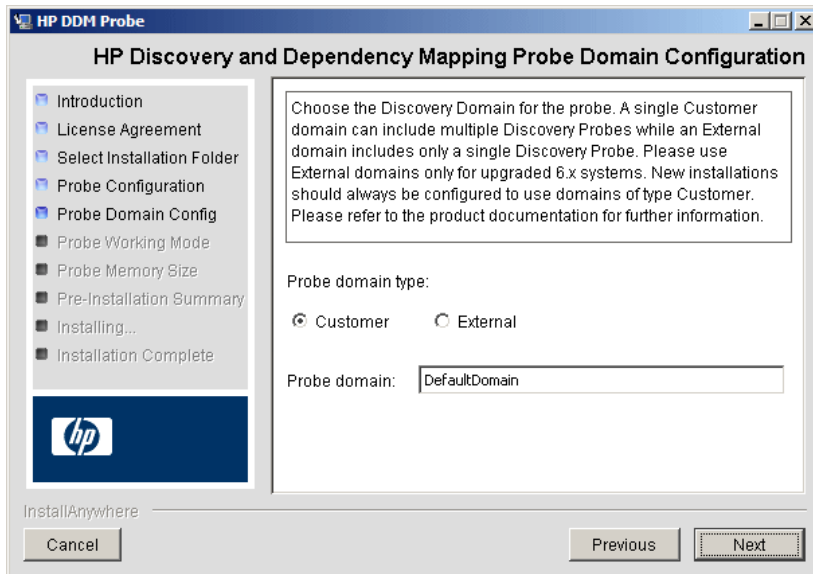 HP DDM Probe
HP Discovery and Dependency Mapping Probe Domain Configuration
Introduction
License Agreement
Select Installation Folder
Probe Configuration
Probe Domain Config
Probe Working Mode
Probe Memory Size
Pre-Installation Summary
Installing...
Installation Complete
hp
Choose the Discovery Domain for the probe. A single Customer
domain can include multiple Discovery Probes while an External
domain includes only a single Discovery Probe. Please use
External domains only for upgraded 6.x systems. New installations
should always be configured to use domains of type Customer.
Please refer to the product documentation for further information.
Probe domain type:
Customer External
Probe domain: DefaultDomain
InstallAnywhere
Cancel Previous Next